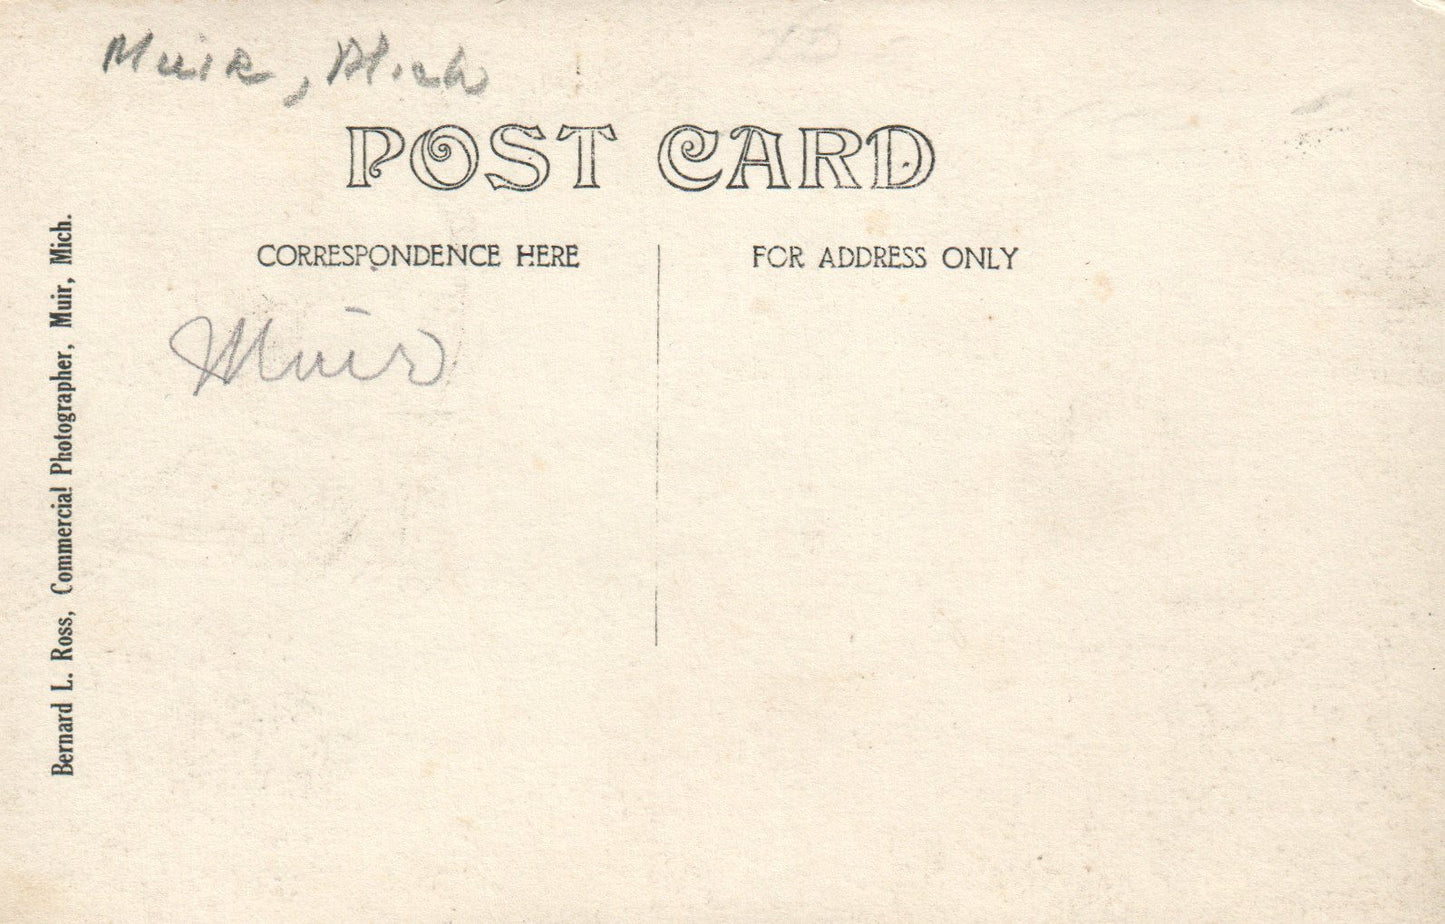 Muir, Mich
POST CARD
CORRESPONDENCE HERE
FOR ADDRESS ONLY
Muir
Bernard L. Ross, Commercial Photographer, Muir, Mich.